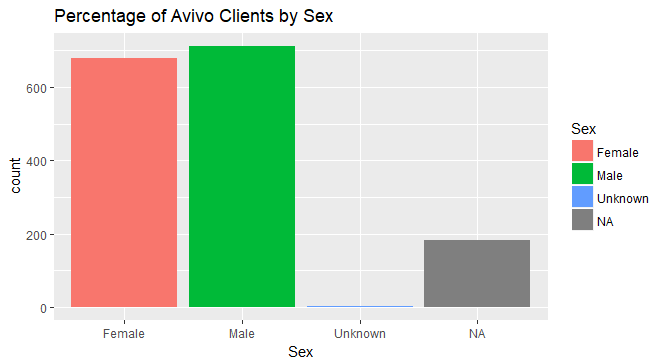 Percentage of Avivo Clients by Sex
600
400
200
0
count
Female
Male
Unknown
NA
Sex
Sex
Female
Male
Unknown
NA